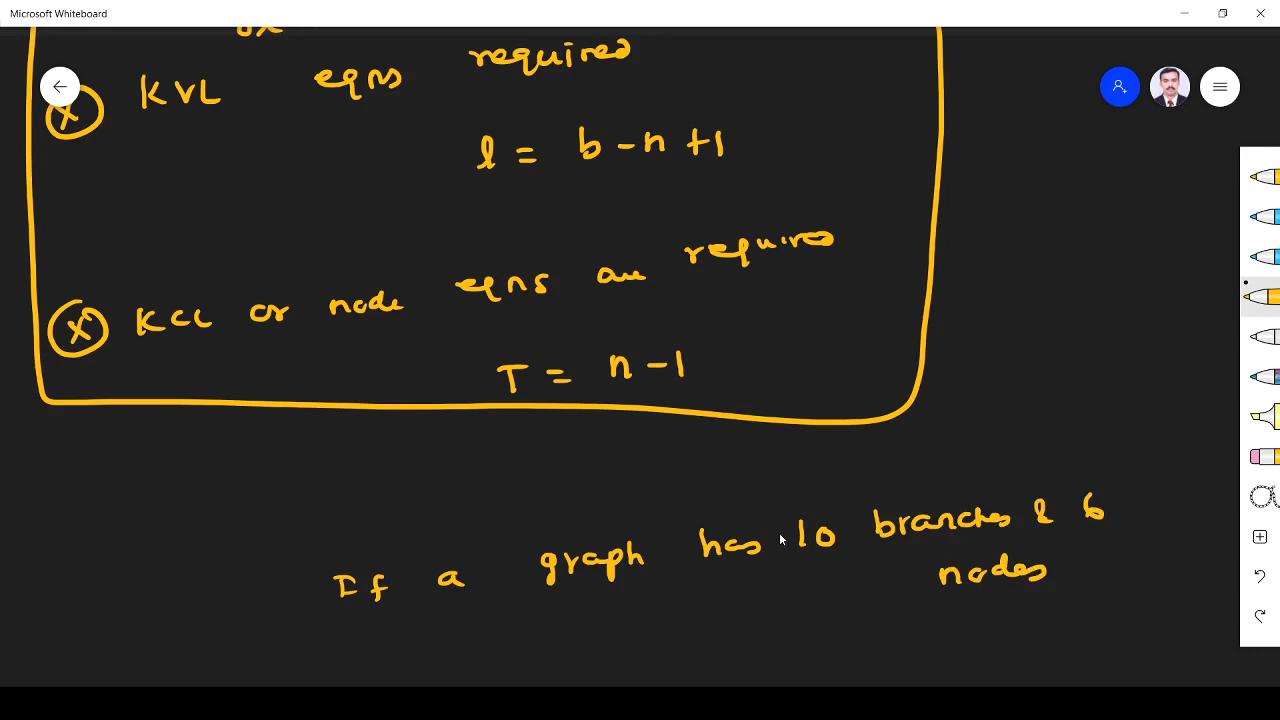 Microsoft Whiteboard
KVL eqns required
l = b - n + 1
KCL or node eqns are required
T = n - 1
If a graph has 10 branches & 6
nodes